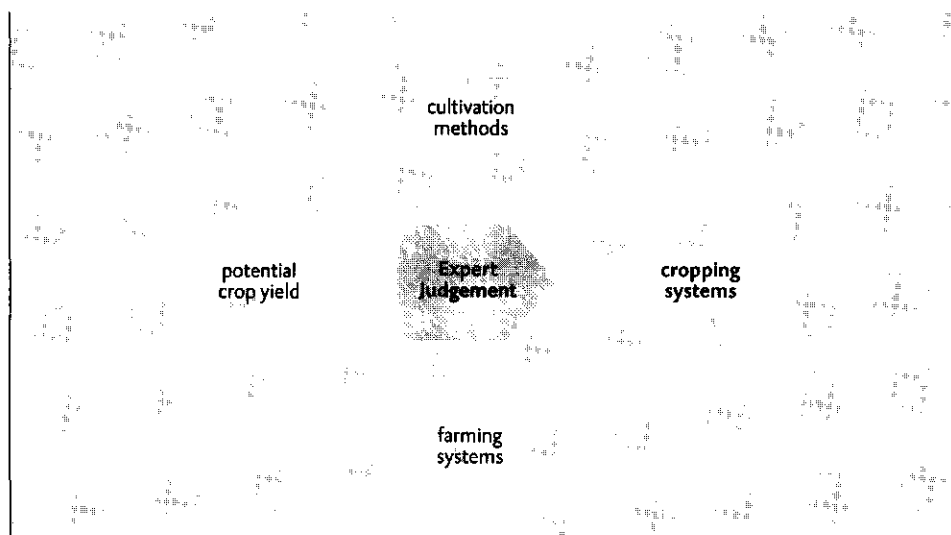 cultivation
methods
potential
crop yield
Expert
Judgement
cropping
systems
farming
systems